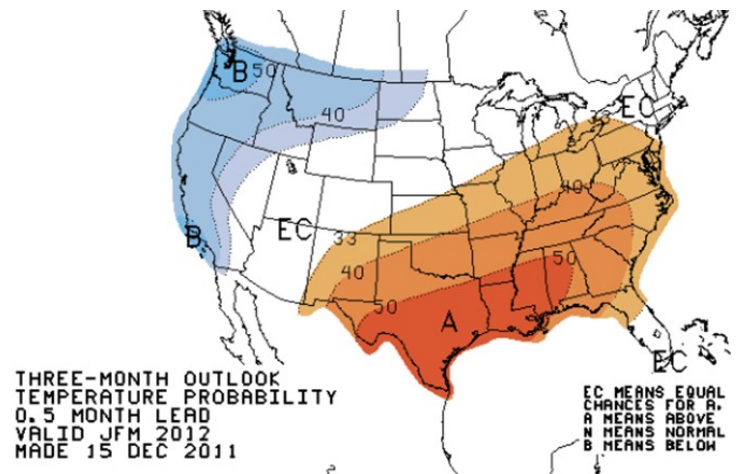 B 50
40
B
EC
33
40
50
A
33
EC
40
50
EC
THREE-MONTH OUTLOOK
TEMPERATURE PROBABILITY
0.5 MONTH LEAD
VALID JFM 2012
MADE 15 DEC 2011
EC MEANS EQUAL
CHANCES FOR A,
A MEANS ABOVE
N MEANS NORMAL
B MEANS BELOW